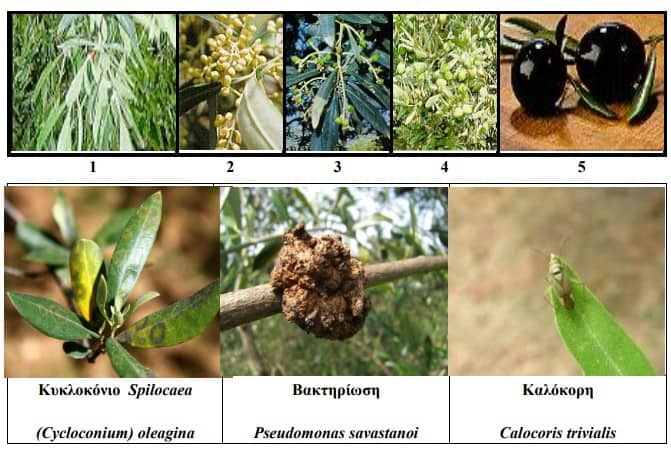 1 2 3 4 5
Κυκλοκόνιο Spilocaea
(Cycloconium) oleagina
Βακτηρίωση
Pseudomonas savastanoi
Καλόκορη
Calocoris trivialis